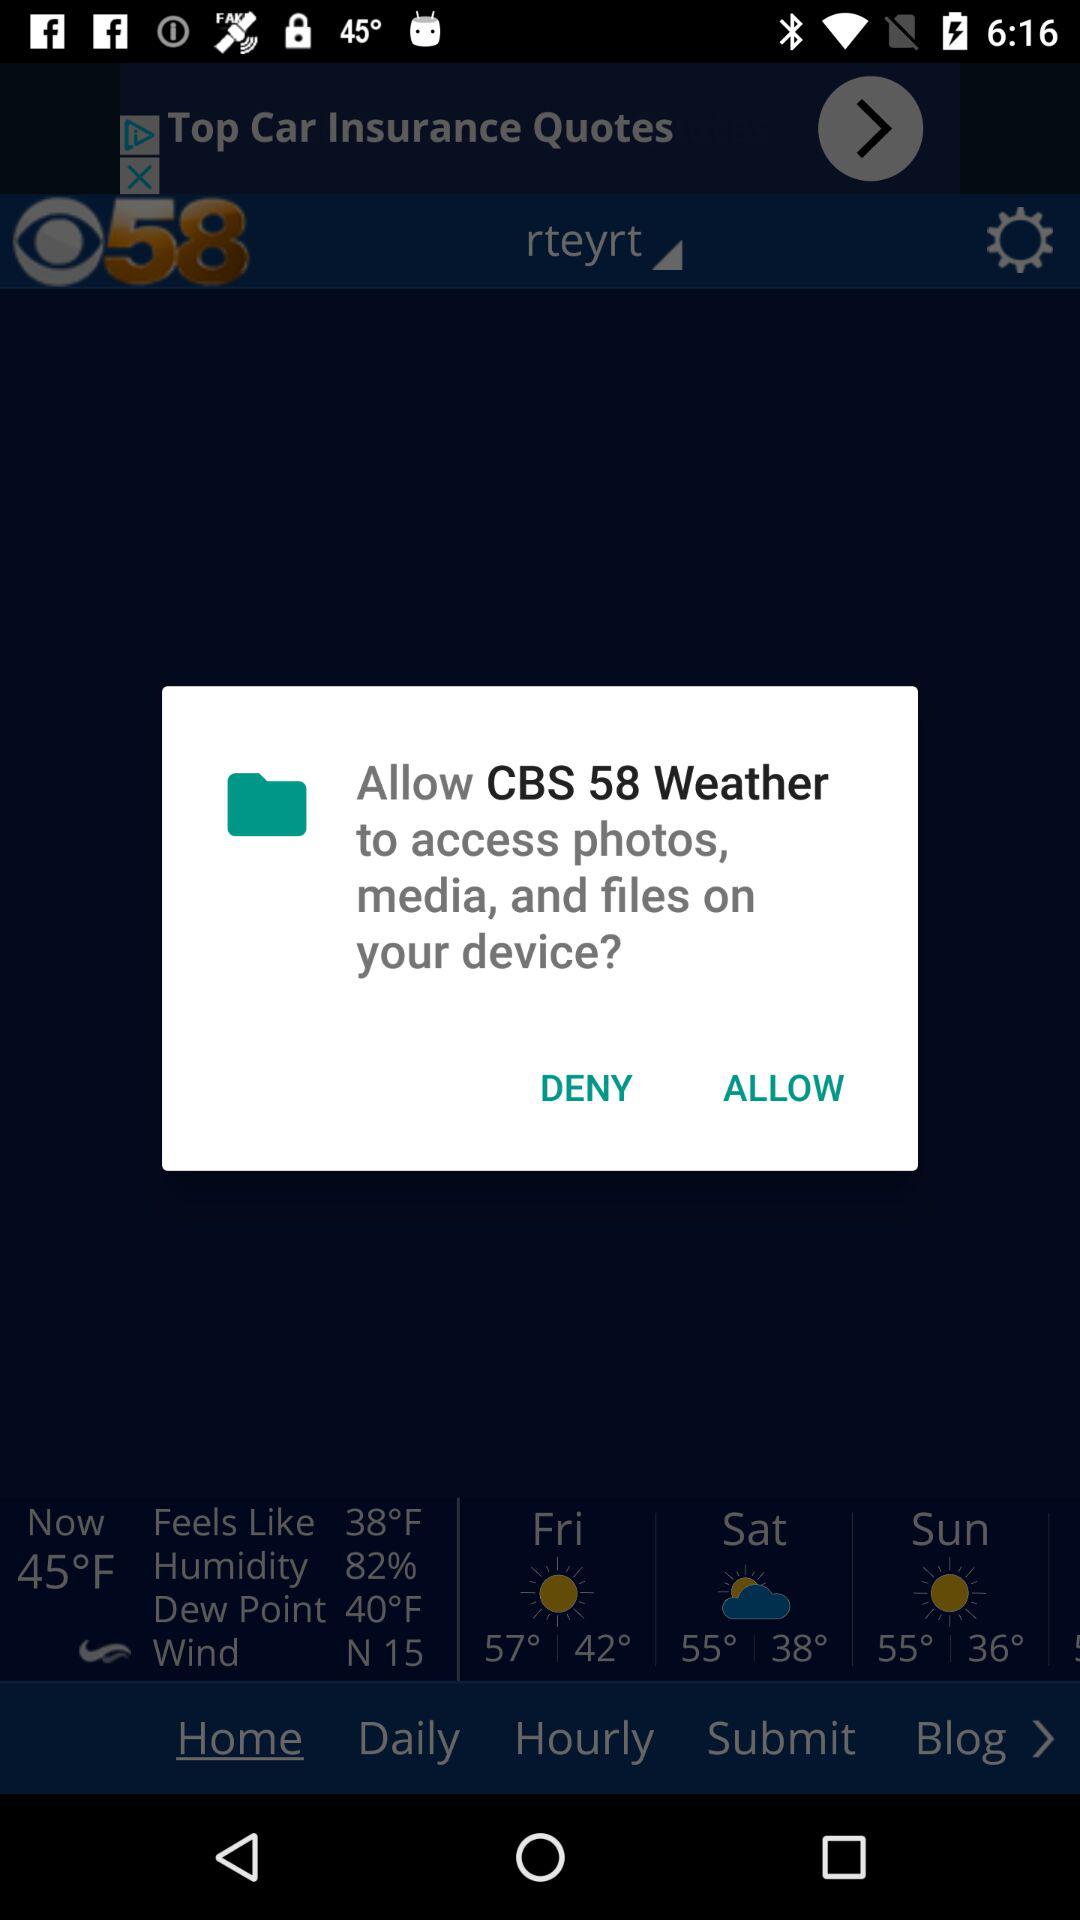 FAKE 45° 6:16
Top Car Insurance Quotes
58 rteyrt
Allow CBS 58 Weather
to access photos,
media, and files on
your device?
DENY ALLOW
Now
45°F
Feels Like 38°F
Humidity 82%
Dew Point 40°F
Wind N 15
Fri
57° 42°
Sat
55° 38°
Sun
55° 36°
Home Daily Hourly Submit Blog